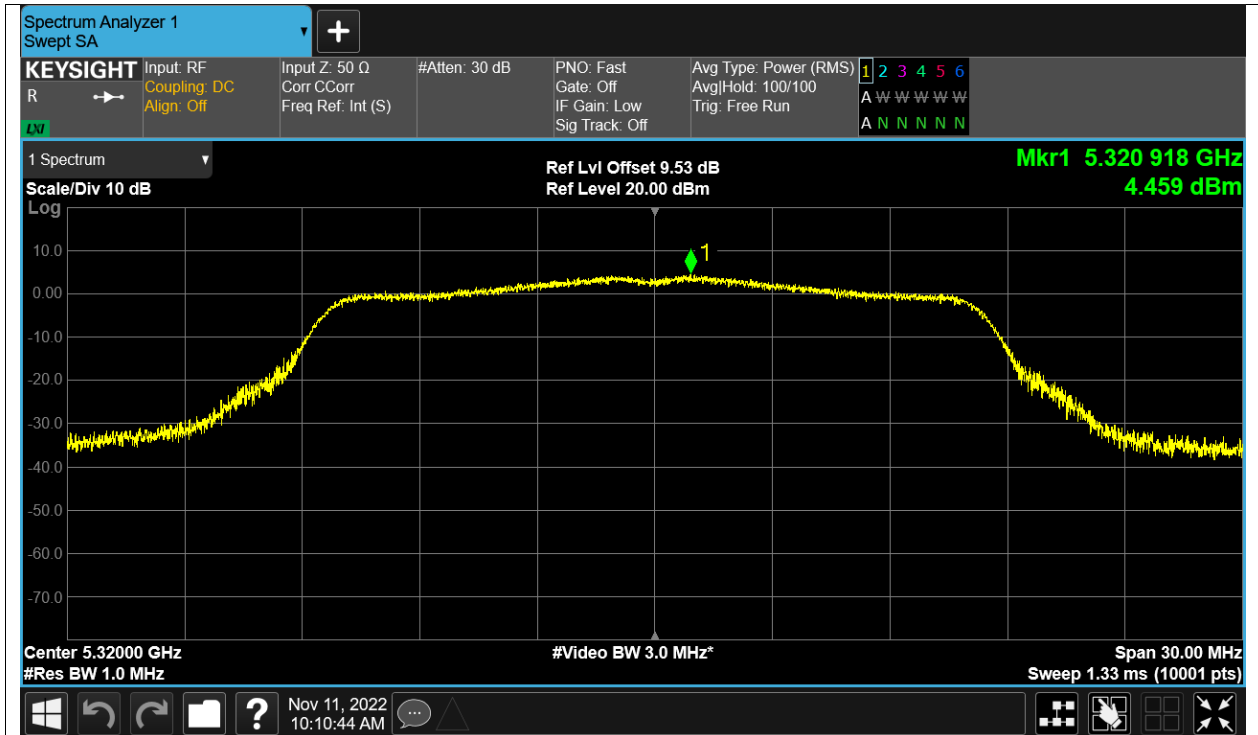 Spectrum Analyzer 1
Swept SA
+
KEYSIGHT
R
LXI
Input: RF
Coupling: DC
Align: Off
Input Z: 50 Ω
Corr CCorr
Freq Ref: Int (S)
#Atten: 30 dB
PNO: Fast
Gate: Off
IF Gain: Low
Sig Track: Off
Avg Type: Power (RMS)
Avg|Hold: 100/100
Trig: Free Run
1 2 3 4 5 6
A W W W W W
A N N N N N
1 Spectrum
Scale/Div 10 dB
Log
Ref Lvl Offset 9.53 dB
Ref Level 20.00 dBm
Mkr1 5.320 918 GHz
4.459 dBm
1
10.0
0.00
-10.0
-20.0
-30.0
-40.0
-50.0
-60.0
-70.0
Center 5.32000 GHz
#Res BW 1.0 MHz
#Video BW 3.0 MHz*
Span 30.00 MHz
Sweep 1.33 ms (10001 pts)
?
Nov 11, 2022
10:10:44 AM